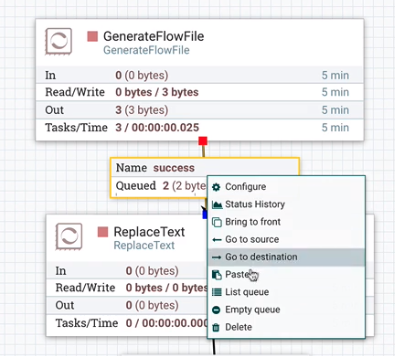 GenerateFlowFile
GenerateFlowFile
In 0 (0 bytes) 5 min
Read/Write 0 bytes / 3 bytes 5 min
Out 3 (3 bytes) 5 min
Tasks/Time 3 / 00:00:00.025 5 min
Name success
Queued 2 (2 byte
Configure
Status History
Bring to front
Go to source
Go to destination
Paste
List queue
Empty queue
Delete
ReplaceText
ReplaceText
In 0 (0 bytes)
Read/Write 0 bytes / 0 bytes
Out 0 (0 bytes)
Tasks/Time 0 / 00:00:00.000